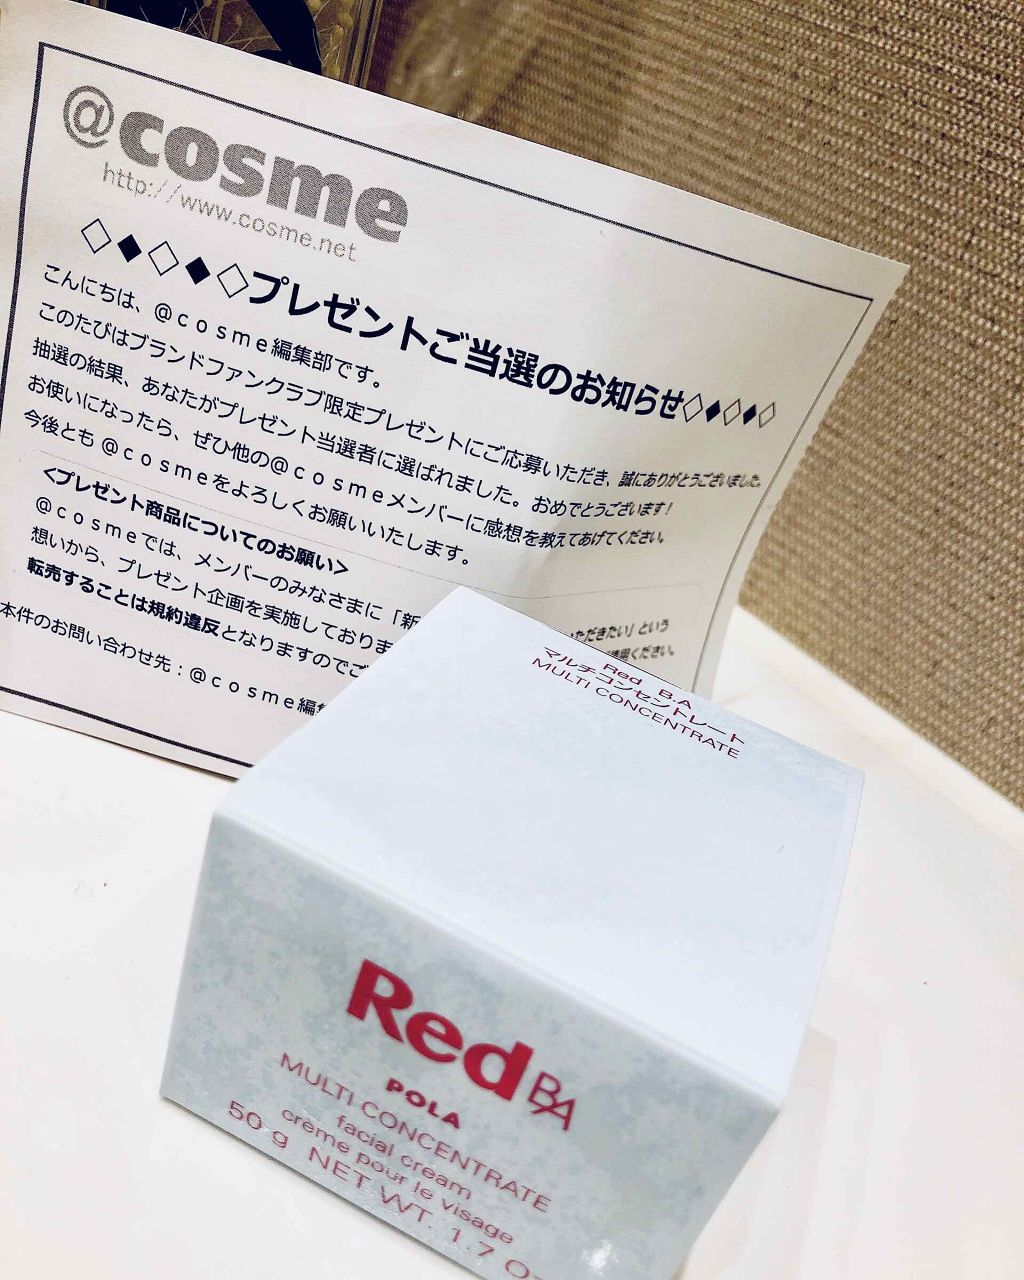 @cosme
http://www.cosme.net
◇◆◇◆◇プレゼントご当選のお知らせ◇◆◇◆◇
こんにちは、@cosme編集部です。
このたびはブランドファンクラブ限定プレゼントにご応募いただき、誠にありがとうございました。
抽選の結果、あなたがプレゼント当選者に選ばれました。おめでとうございます!
お使いになったら、ぜひ他の@cosmeメンバーに感想を教えてあげてください。
今後とも@cosmeをよろしくお願いいたします。
<プレゼント商品についてのお願い>
@cosmeでは、メンバーのみなさまに「新 ただきたい」という
想いから、プレゼント企画を実施しておりま ください。
転売することは規約違反となりますのでご
本件のお問い合わせ先:@cosme編
Red B.A
マルチコンセントレート
MULTI CONCENTRATE
Red BA
POLA
MULTI CONCENTRATE
facial cream
crème pour le visage
50 g NET WT. 1.7